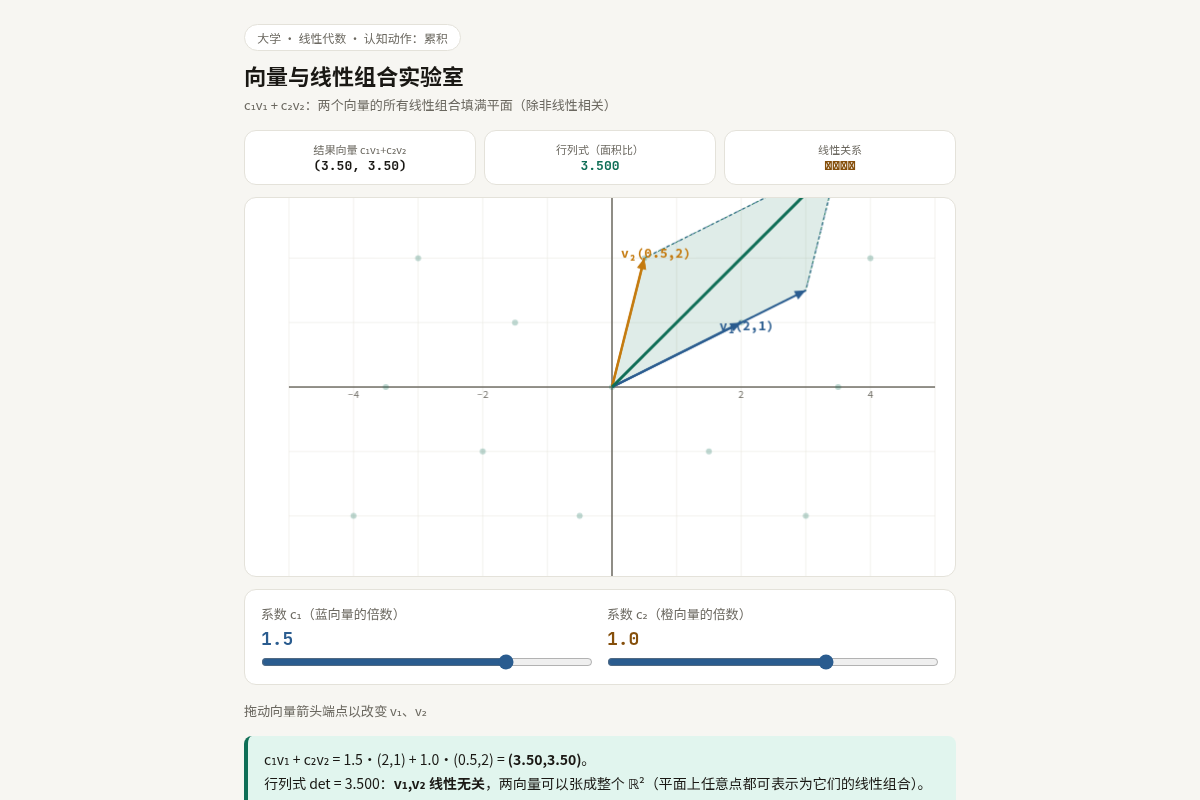 大学 · 线性代数 · 认知动作：累积
向量与线性组合实验室
c₁v₁ + c₂v₂：两个向量的所有线性组合填满平面（除非线性相关）
结果向量 c₁v₁+c₂v₂
(3.50, 3.50)
行列式（面积比）
3.500
线性关系
v₂(0.5,2)
v₁(2,1)
−4
−2
2
4
系数 c₁（蓝向量的倍数）
1.5
系数 c₂（橙向量的倍数）
1.0
拖动向量箭头端点以改变 v₁、v₂
c₁v₁ + c₂v₂ = 1.5 · (2,1) + 1.0 · (0.5,2) = (3.50,3.50)。
行列式 det = 3.500：v₁,v₂ 线性无关，两向量可以张成整个 ℝ²（平面上任意点都可表示为它们的线性组合）。